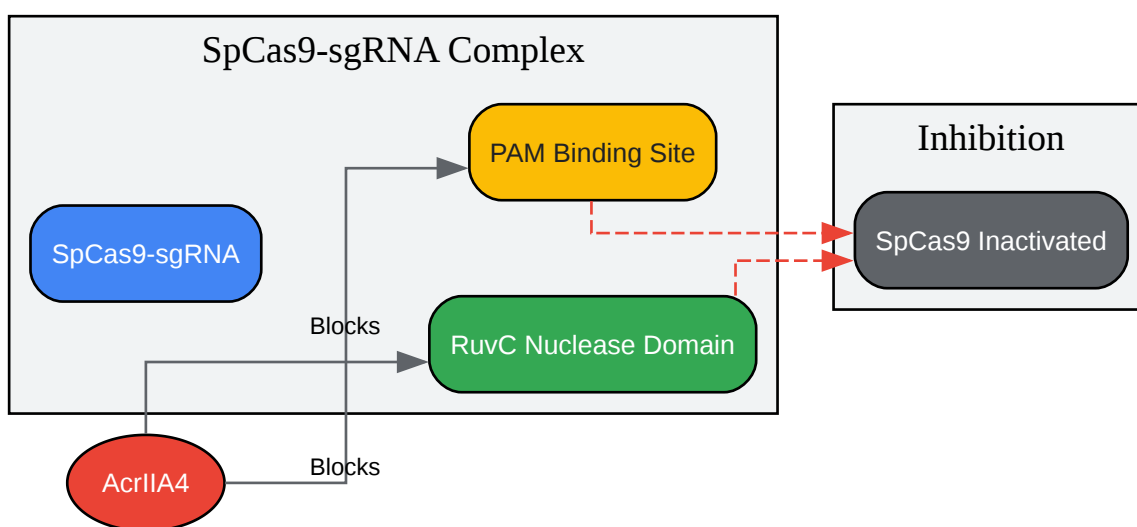 SpCas9-sgRNA Complex
Inhibition
PAM Binding Site
SpCas9-sgRNA
SpCas9 Inactivated
Blocks
RuvC Nuclease Domain
Blocks
AcrIIA4